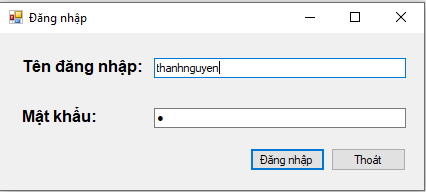 Đăng nhập
Tên đăng nhập: thanhnguyen
Mật khẩu: ●
Đăng nhập Thoát